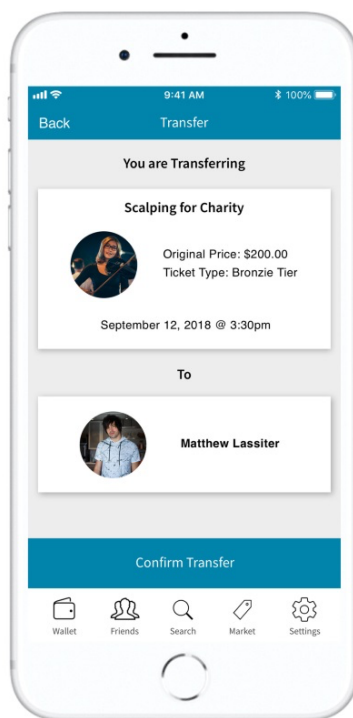 9:41 AM
100%
Back
Transfer
You are Transferring
Scalping for Charity
Original Price: $200.00
Ticket Type: Bronzie Tier
September 12, 2018 @ 3:30pm
To
Matthew Lassiter
Confirm Transfer
Wallet
Friends
Search
Market
Settings